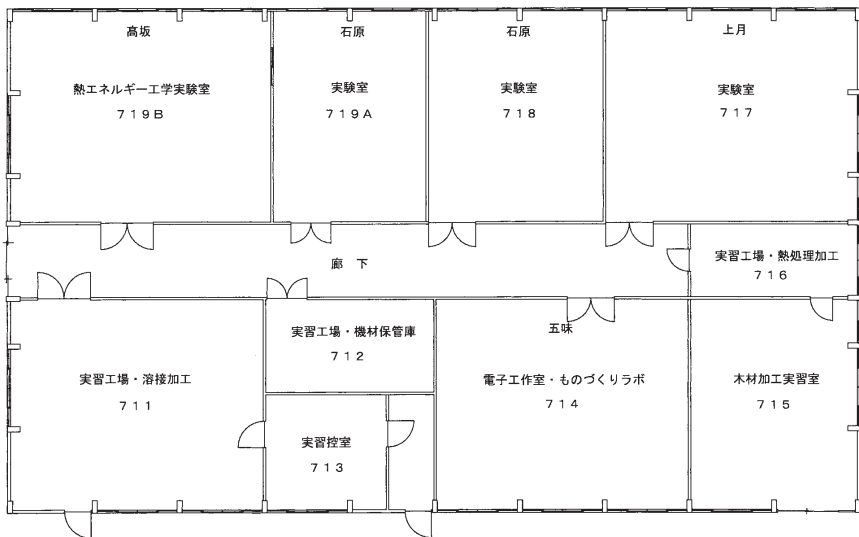 髙坂
熱エネルギー工学実験室
719B
石原
実験室
719A
石原
実験室
718
上月
実験室
717
廊下
実習工場・熱処理加工
716
実習工場・溶接加工
711
実習工場・機材保管庫
712
実習控室
713
五味
電子工作室・ものづくりラボ
714
木材加工実習室
715